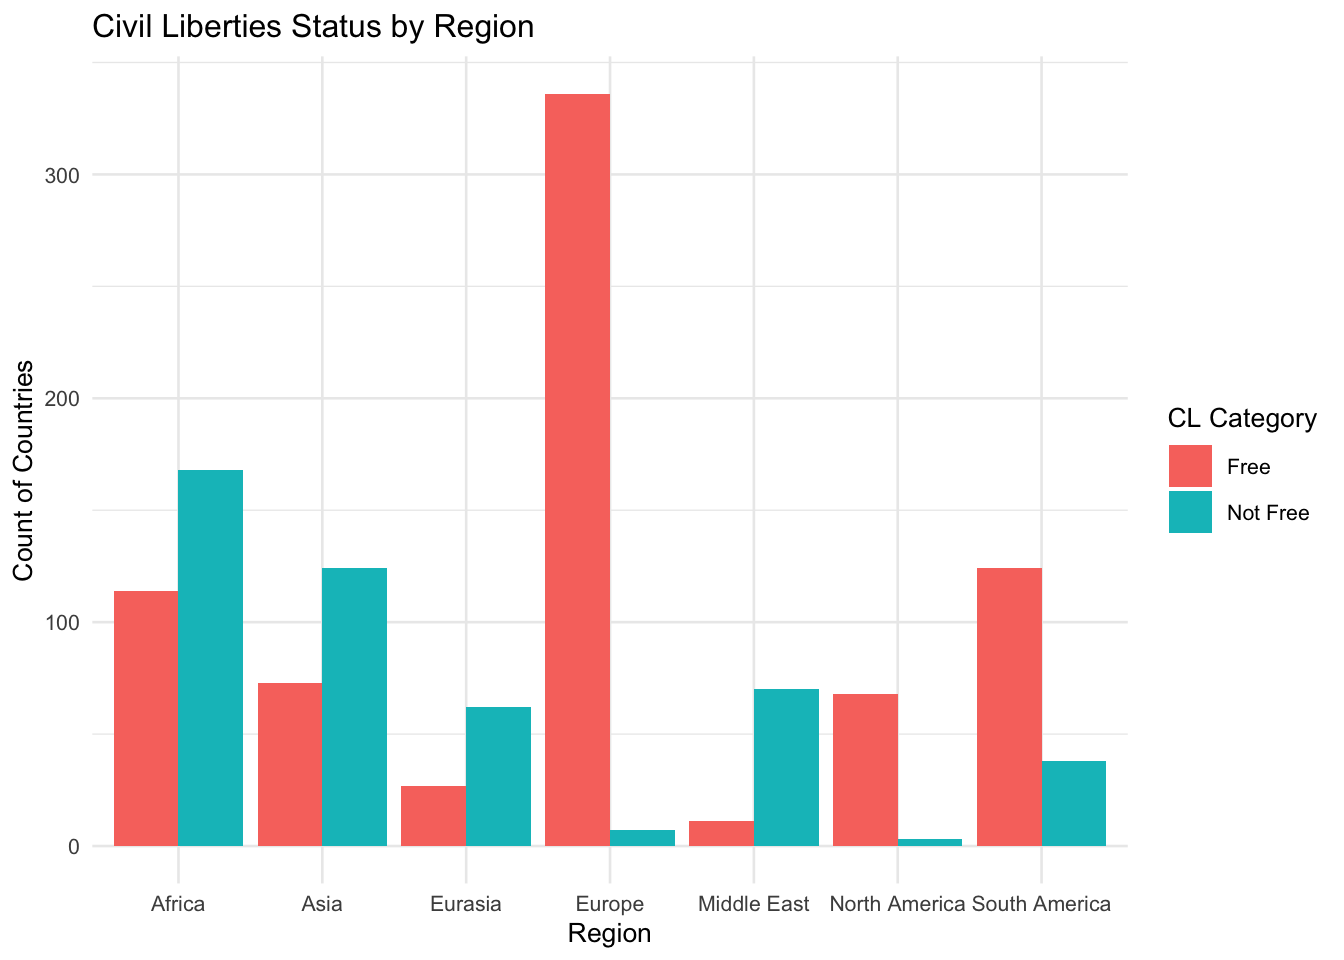 Civil Liberties Status by Region
Count of Countries
300
200
100
0
Africa
Asia
Eurasia
Europe
Middle East
North America
South America
Region
CL Category
Free
Not Free